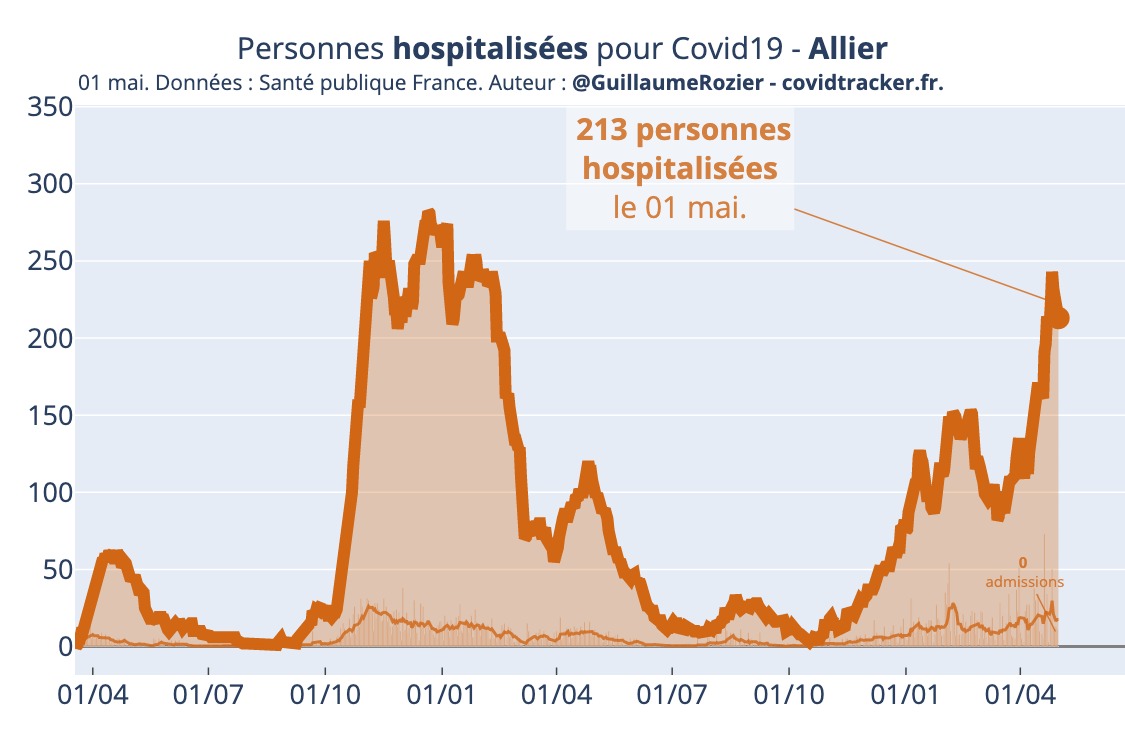 Personnes hospitalisées pour Covid19 - Allier
01 mai. Données : Santé publique France. Auteur : @GuillaumeRozier - covidtracker.fr.
350
213 personnes
hospitalisées
le 01 mai.
300
250
200
150
100
50
0
0
admissions
01/04 01/07 01/10 01/01 01/04 01/07 01/10 01/01 01/04